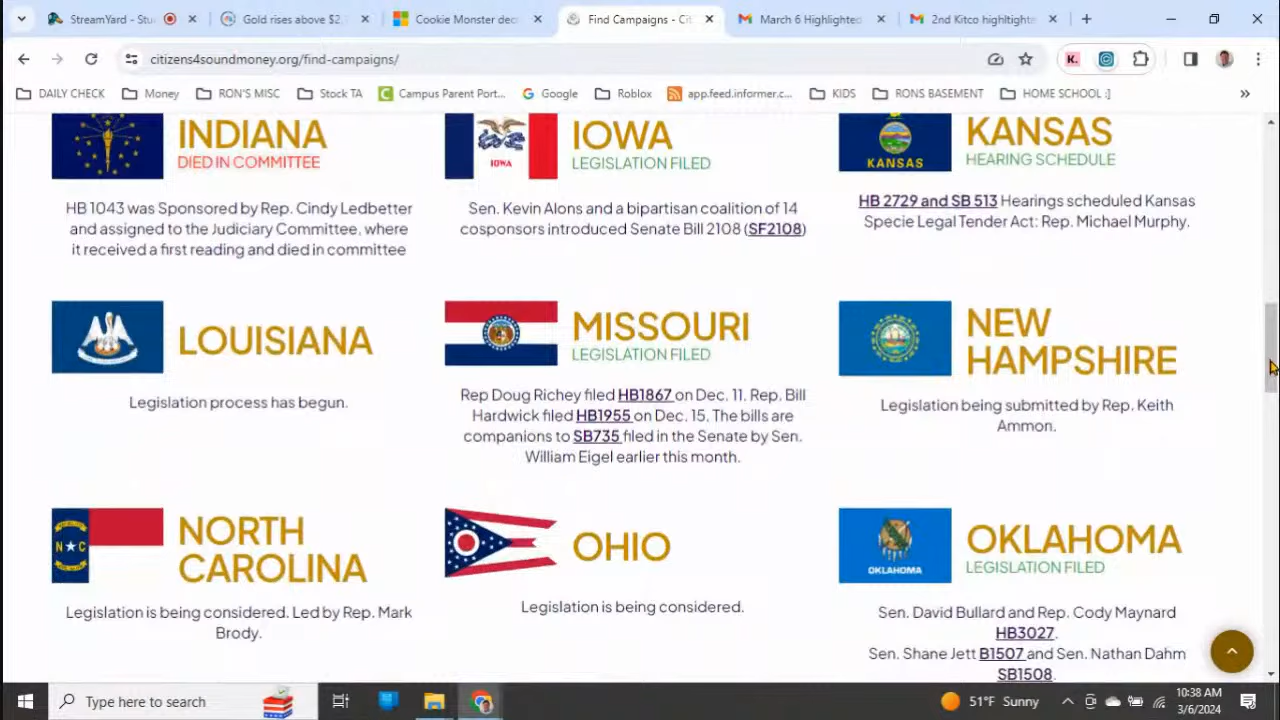 StreamYard - Stu
Gold rises above $2
Cookie Monster dec
Find Campaigns - Cit
March 6 Highlighted
2nd Kitco highltights
citizens4soundmoney.org/find-campaigns/
K.
DAILY CHECK
Money
RON'S MISC
Stock TA
Campus Parent Port...
Google
Roblox
app.feed.informer.c...
KIDS
RONS BASEMENT
HOME SCHOOL :]
INDIANA
DIED IN COMMITTEE
HB 1043 was Sponsored by Rep. Cindy Ledbetter
and assigned to the Judiciary Committee, where
it received a first reading and died in committee
IOWA
IOWA
LEGISLATION FILED
Sen. Kevin Alons and a bipartisan coalition of 14
cosponsors introduced Senate Bill 2108 (SF2108)
KANSAS
KANSAS
HEARING SCHEDULE
HB 2729 and SB 513 Hearings scheduled Kansas
Specie Legal Tender Act: Rep. Michael Murphy.
LOUISIANA
Legislation process has begun.
MISSOURI
LEGISLATION FILED
Rep Doug Richey filed HB1867 on Dec. 11. Rep. Bill
Hardwick filed HB1955 on Dec. 15. The bills are
companions to SB735 filed in the Senate by Sen.
William Eigel earlier this month.
NEW
HAMPSHIRE
Legislation being submitted by Rep. Keith
Ammon.
N C
NORTH
CAROLINA
Legislation is being considered. Led by Rep. Mark
Brody.
OHIO
Legislation is being considered.
OKLAHOMA
OKLAHOMA
LEGISLATION FILED
Sen. David Bullard and Rep. Cody Maynard
HB3027.
Sen. Shane Jett B1507 and Sen. Nathan Dahm
SB1508.
Type here to search
51°F Sunny
10:38 AM
3/6/2024